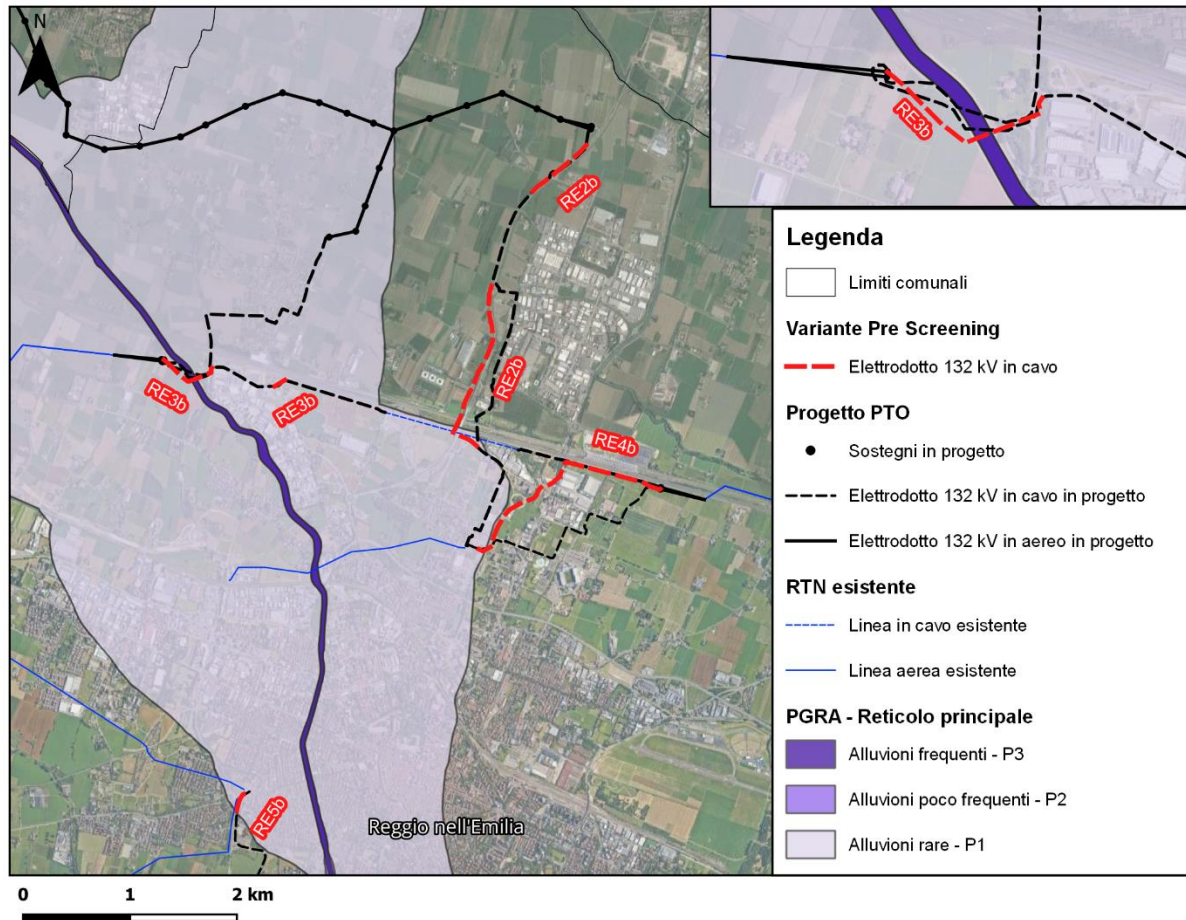 N
RE3b
RE2b
RE2b
RE3b
RE3b
RE4b
RE5b
Reggio nell'Emilia
Legenda
Limiti comunali
Variante Pre Screening
Elettrodotto 132 kV in cavo
Progetto PTO
Sostegni in progetto
Elettrodotto 132 kV in cavo in progetto
Elettrodotto 132 kV in aereo in progetto
RTN esistente
Linea in cavo esistente
Linea aerea esistente
PGRA - Reticolo principale
Alluvioni frequenti - P3
Alluvioni poco frequenti - P2
Alluvioni rare - P1
0 1 2 km